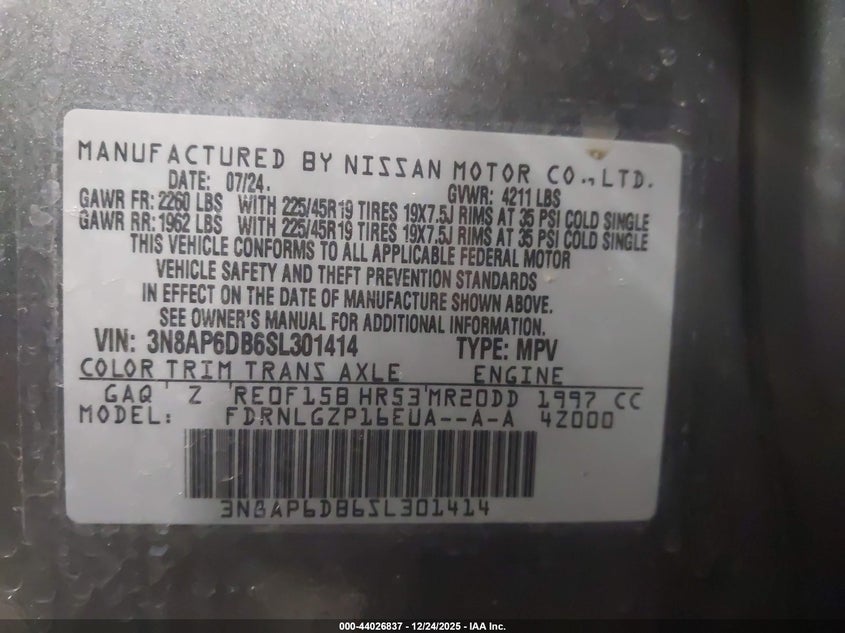 MANUFACTURED BY NISSAN MOTOR CO., LTD.
DATE: 07/24. GVWR: 4211 LBS
GAWR FR: 2260 LBS WITH 225/45R19 TIRES 19X7.5J RIMS AT 35 PSI COLD SINGLE
GAWR RR: 1962 LBS WITH 225/45R19 TIRES 19X7.5J RIMS AT 35 PSI COLD SINGLE
THIS VEHICLE CONFORMS TO ALL APPLICABLE FEDERAL MOTOR
VEHICLE SAFETY AND THEFT PREVENTION STANDARDS
IN EFFECT ON THE DATE OF MANUFACTURE SHOWN ABOVE.
SEE OWNER'S MANUAL FOR ADDITIONAL INFORMATION.
VIN: 3N8AP6DB6SL301414 TYPE: MPV
COLOR TRIM TRANS AXLE ENGINE
GAQ Z RE0F15B HR53 MR20DD 1997 CC
MODEL: FDRNLGZP16EUA--A-A 4Z000
3N8AP6DB6SL301414
000-44026837 - 12/24/2025 - IAA Inc.